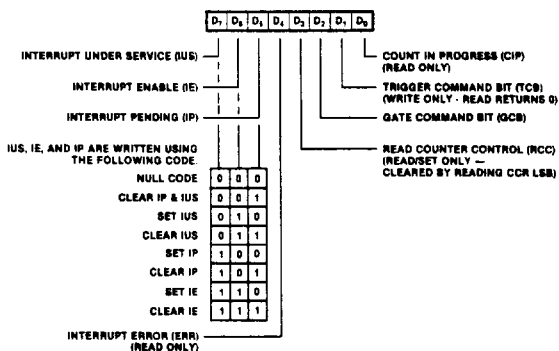 D7 D6 D5 D4 D3 D2 D1 D0
INTERRUPT UNDER SERVICE (IUS)
INTERRUPT ENABLE (IE)
INTERRUPT PENDING (IP)
IUS, IE, AND IP ARE WRITTEN USING
THE FOLLOWING CODE:
NULL CODE 0 0 0
CLEAR IP & IUS 0 0 1
SET IUS 0 1 0
CLEAR IUS 0 1 1
SET IP 1 0 0
CLEAR IP 1 0 1
SET IE 1 1 0
CLEAR IE 1 1 1
INTERRUPT ERROR (ERR)
(READ ONLY)
COUNT IN PROGRESS (CIP)
(READ ONLY)
TRIGGER COMMAND BIT (TCB)
(WRITE ONLY - READ RETURNS 0)
GATE COMMAND BIT (GCB)
READ COUNTER CONTROL (RCC)
(READ/SET ONLY —
CLEARED BY READING CCR LSB)